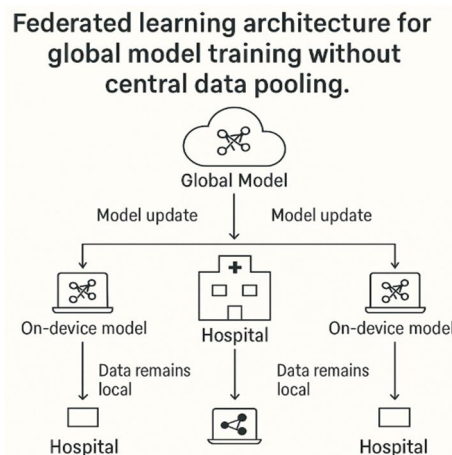 Federated learning architecture for
global model training without
central data pooling.
Global Model
Model update
Model update
On-device model
Hospital
On-device model
Data remains
local
Data remains
local
Hospital
Hospital